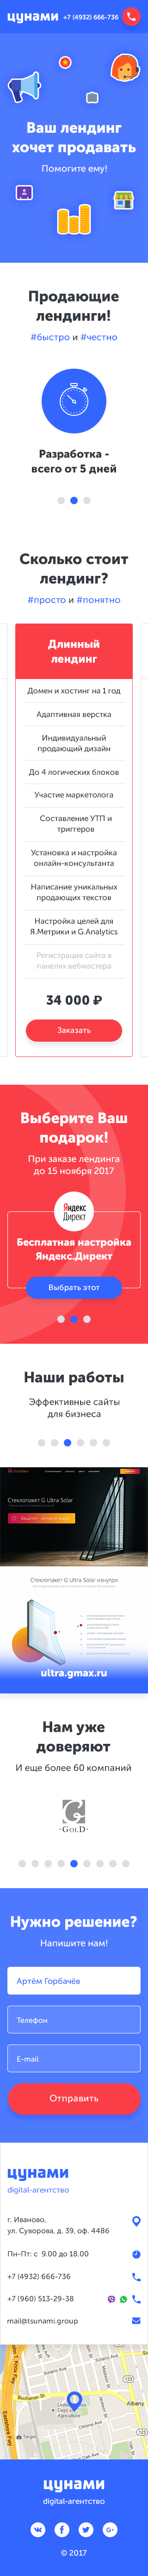 цунами +7 (4932) 666-736
Ваш лендинг
хочет продавать
Помогите ему!
Продающие
лендинги!
#быстро и #честно
Разработка -
всего от 5 дней
Сколько стоит
лендинг?
#просто и #понятно
Длинный
лендинг
Домен и хостинг на 1 год
Адаптивная верстка
Индивидуальный
продающий дизайн
До 4 логических блоков
Участие маркетолога
Составление УТП и
триггеров
Установка и настройка
онлайн-консультанта
Написание уникальных
продающих текстов
Настройка целей для
Я.Метрики и G.Analytics
Регистрация сайта в
панелях вебмастера
34 000 ₽
Заказать
Выберите Ваш
подарок!
При заказе лендинга
до 15 ноября 2017
Яндекс
Директ
Бесплатная настройка
Яндекс.Директ
Выбрать этот
Наши работы
Эффективные сайты
для бизнеса
Стеклопакет G Ultra Solar
Стеклопакет G Ultra Solar изнутри
ultra.gmax.ru
Нам уже
доверяют
И еще более 60 компаний
GOLD
Нужно решение?
Напишите нам!
Артём Горбачёв
Телефон
E-mail
Отправить
цунами
digital-агентство
г. Иваново,
ул. Суворова, д. 39, оф. 4486
Пн-Пт: с 9.00 до 18.00
+7 (4932) 666-736
+7 (960) 513-29-38
mail@tsunami.group
Buchanan St
Albany
Target
цунами
digital-агентство
© 2017